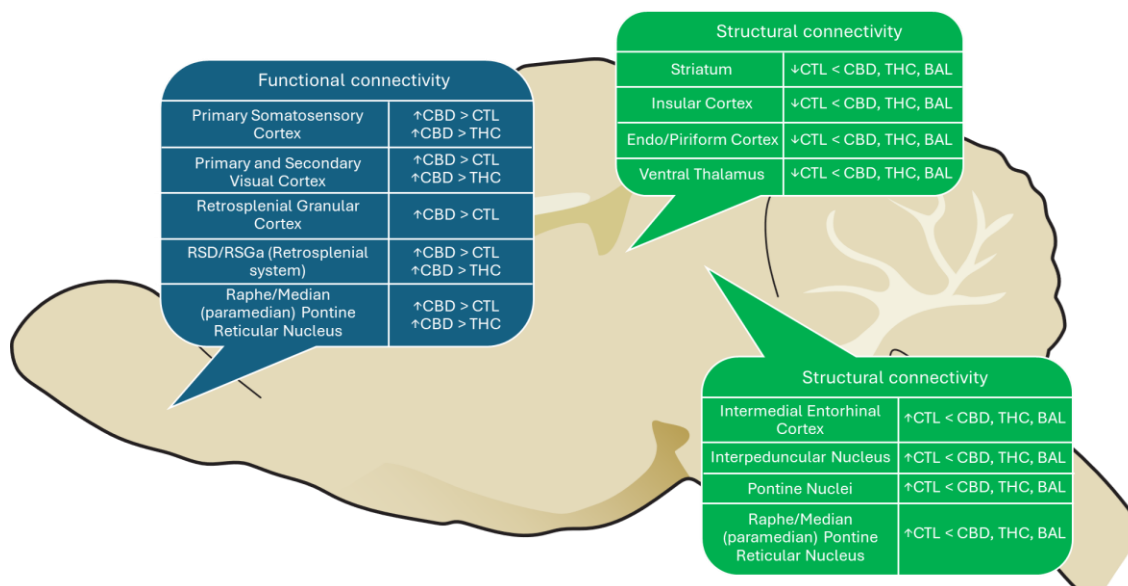 Functional connectivity
Primary Somatosensory
Cortex
↑CBD > CTL
↑CBD > THC
Primary and Secondary
Visual Cortex
↑CBD > CTL
↑CBD > THC
Retrosplenial Granular
Cortex
↑CBD > CTL
RSD/RSGa (Retrosplenial
system)
↑CBD > CTL
↑CBD > THC
Raphe/Median
(paramedian) Pontine
Reticular Nucleus
↑CBD > CTL
↑CBD > THC
Structural connectivity
Striatum
↓CTL < CBD, THC, BAL
Insular Cortex
↓CTL < CBD, THC, BAL
Endo/Piriform Cortex
↓CTL < CBD, THC, BAL
Ventral Thalamus
↓CTL < CBD, THC, BAL
Structural connectivity
Intermedial Entorhinal
Cortex
↑CTL < CBD, THC, BAL
Interpeduncular Nucleus
↑CTL < CBD, THC, BAL
Pontine Nuclei
↑CTL < CBD, THC, BAL
Raphe/Median
(paramedian) Pontine
Reticular Nucleus
↑CTL < CBD, THC, BAL